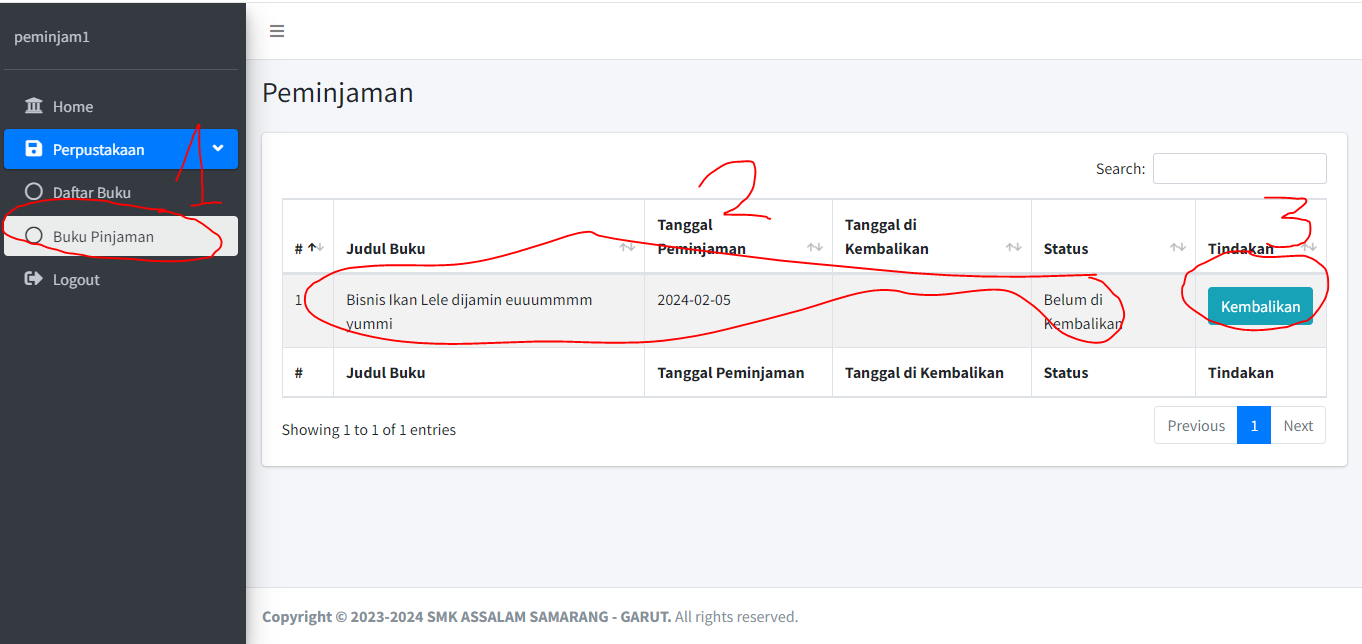 peminjam1
Home
Perpustakaan
Daftar Buku
Buku Pinjaman
Logout
1
Peminjaman
Search:
2
3
# Judul Buku Tanggal Peminjaman Tanggal di Kembalikan Status Tindakan
1 Bisnis Ikan Lele dijamin euuummmm yummi 2024-02-05 Belum di Kembalikan Kembalikan
# Judul Buku Tanggal Peminjaman Tanggal di Kembalikan Status Tindakan
Showing 1 to 1 of 1 entries
Previous 1 Next
Copyright © 2023-2024 SMK ASSALAM SAMARANG - GARUT. All rights reserved.